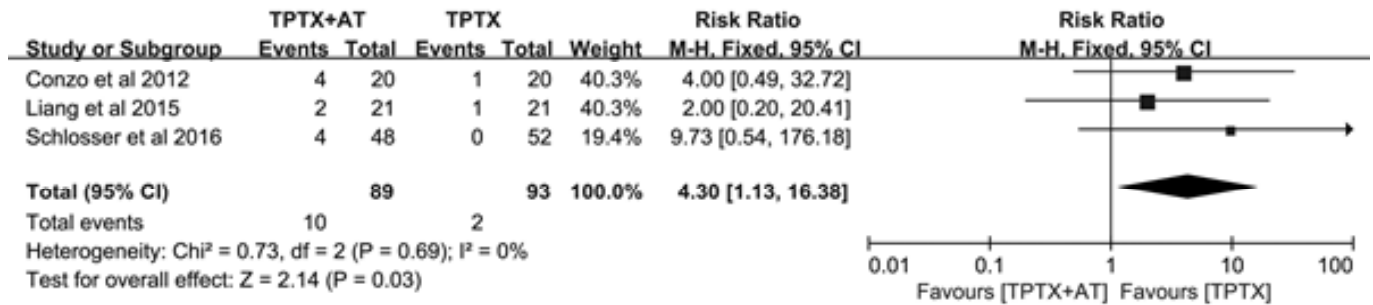 TPTX+AT TPTX Risk Ratio Risk Ratio
Study or Subgroup Events Total Events Total Weight M-H, Fixed, 95% CI M-H, Fixed, 95% CI
Conzo et al 2012 4 20 1 20 40.3% 4.00 [0.49, 32.72]
Liang et al 2015 2 21 1 21 40.3% 2.00 [0.20, 20.41]
Schlosser et al 2016 4 48 0 52 19.4% 9.73 [0.54, 176.18]
Total (95% CI) 89 93 100.0% 4.30 [1.13, 16.38]
Total events 10 2
Heterogeneity: Chi² = 0.73, df = 2 (P = 0.69); I² = 0%
Test for overall effect: Z = 2.14 (P = 0.03)
0.01 0.1 1 10 100
Favours [TPTX+AT] Favours [TPTX]